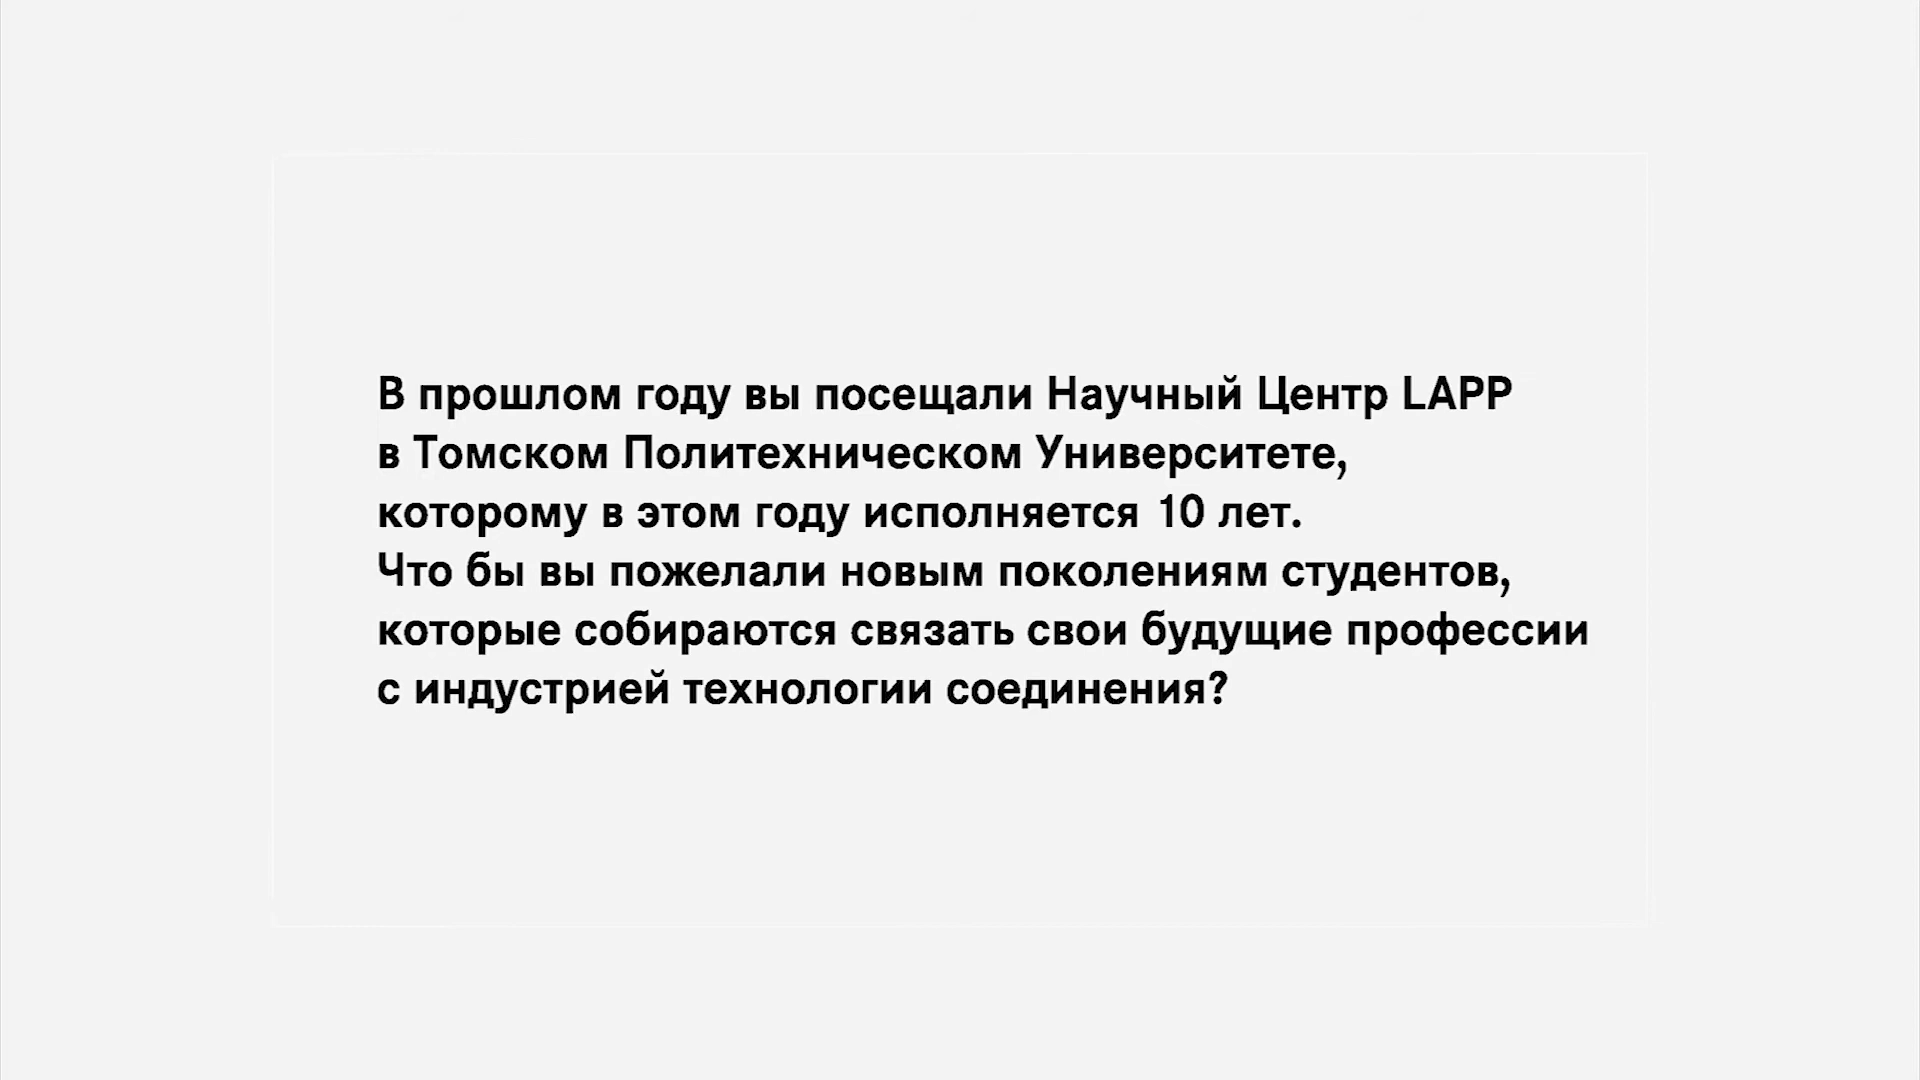 В прошлом году вы посещали Научный Центр LAPP
в Томском Политехническом Университете,
которому в этом году исполняется 10 лет.
Что бы вы пожелали новым поколениям студентов,
которые собираются связать свои будущие профессии
с индустрией технологии соединения?